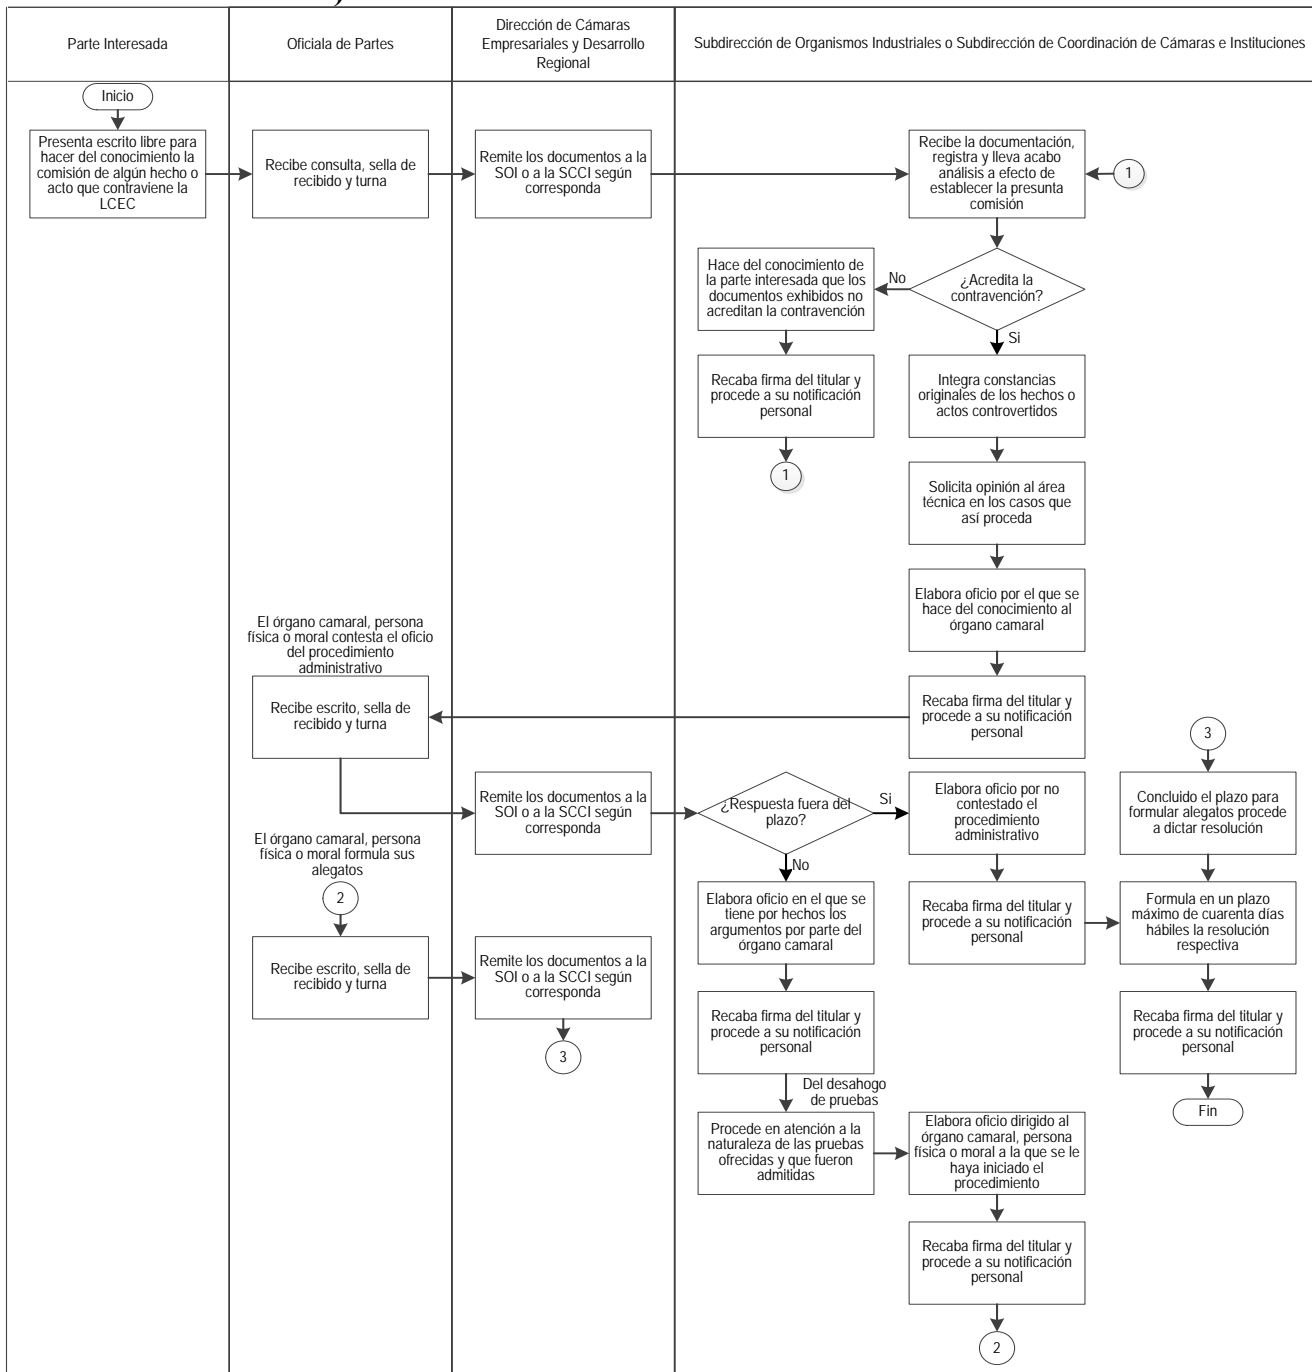 Parte Interesada
Oficiala de Partes
Dirección de Cámaras
Empresariales y Desarrollo
Regional
Subdirección de Organismos Industriales o Subdirección de Coordinación de Cámaras e Instituciones
Inicio
Presenta escrito libre para
hacer del conocimiento la
comisión de algún hecho o
acto que contraviene la
LCEC
Recibe consulta, sella de
recibido y turna
Remite los documentos a la
SOI o a la SCCI según
corresponda
Recibe la documentación,
registra y lleva acabo
análisis a efecto de
establecer la presunta
comisión
1
¿Acredita la
contravención?
No
Si
Hace del conocimiento de
la parte interesada que los
documentos exhibidos no
acreditan la contravención
Recaba firma del titular y
procede a su notificación
personal
1
Integra constancias
originales de los hechos o
actos controvertidos
Solicita opinión al área
técnica en los casos que
así proceda
Elabora oficio por el que se
hace del conocimiento al
órgano camaral
Recaba firma del titular y
procede a su notificación
personal
El órgano camaral, persona
física o moral contesta el oficio
del procedimiento
administrativo
Recibe escrito, sella de
recibido y turna
Remite los documentos a la
SOI o a la SCCI según
corresponda
¿Respuesta fuera del
plazo?
Si
No
Elabora oficio por no
contestado el
procedimiento
administrativo
Recaba firma del titular y
procede a su notificación
personal
3
Concluido el plazo para
formular alegatos procede
a dictar resolución
Formula en un plazo
máximo de cuarenta días
hábiles la resolución
respectiva
Recaba firma del titular y
procede a su notificación
personal
Fin
El órgano camaral, persona
física o moral formula sus
alegatos
2
Recibe escrito, sella de
recibido y turna
Remite los documentos a la
SOI o a la SCCI según
corresponda
3
Elabora oficio en el que se
tiene por hechos los
argumentos por parte del
órgano camaral
Recaba firma del titular y
procede a su notificación
personal
Del desahogo
de pruebas
Procede en atención a la
naturaleza de las pruebas
ofrecidas y que fueron
admitidas
Elabora oficio dirigido al
órgano camaral, persona
física o moral a la que se le
haya iniciado el
procedimiento
Recaba firma del titular y
procede a su notificación
personal
2